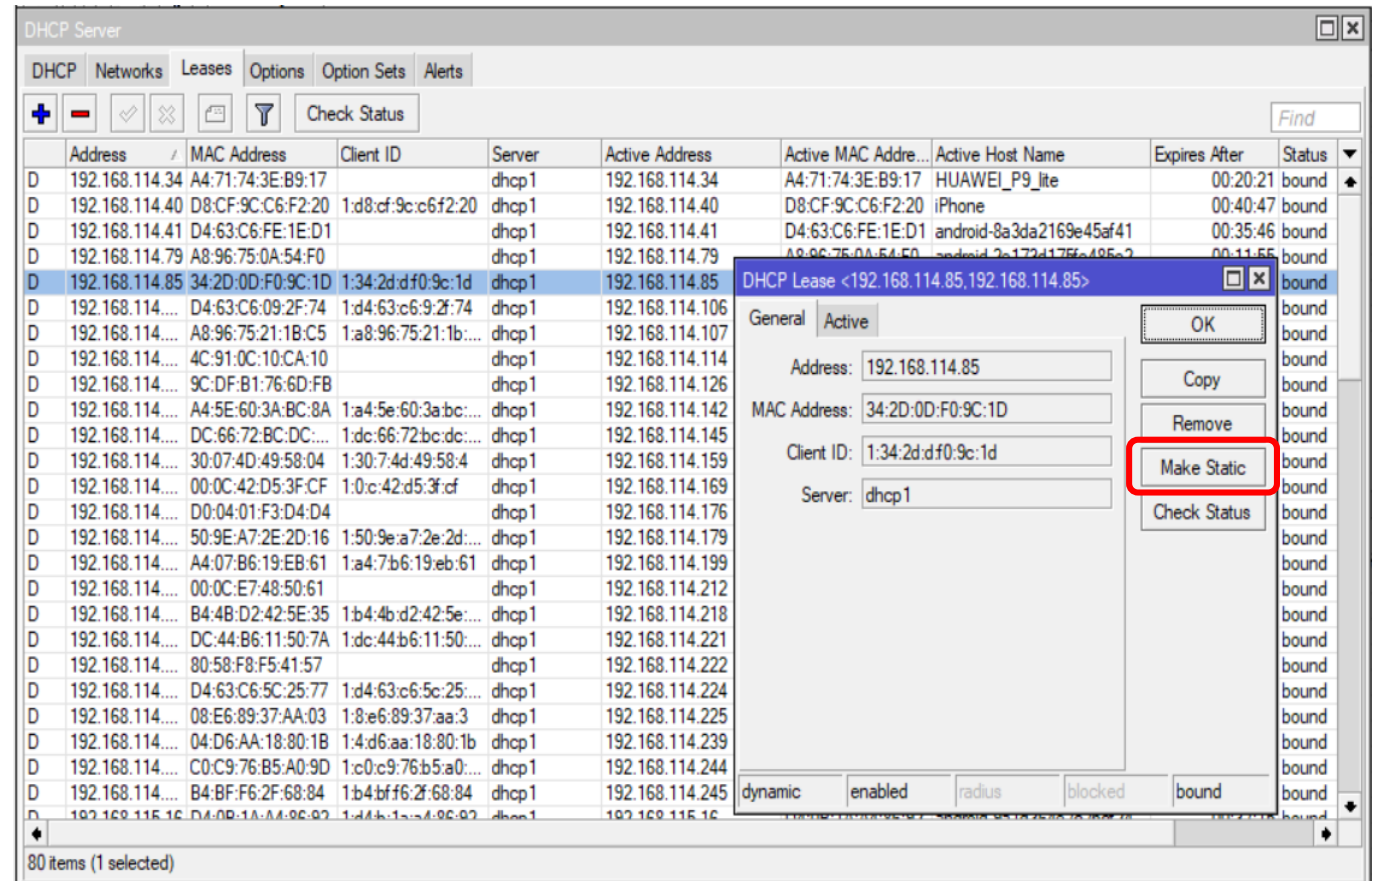 DHCP Server
DHCP Networks Leases Options Option Sets Alerts
Check Status Find
Address MAC Address Client ID Server Active Address Active MAC Addre... Active Host Name Expires After Status
D 192.168.114.34 A4:71:74:3E:B9:17 dhcp1 192.168.114.34 A4:71:74:3E:B9:17 HUAWEI_P9_lite 00:20:21 bound
D 192.168.114.40 D8:CF:9C:C6:F2:20 1:d8:cf:9c:c6:f2:20 dhcp1 192.168.114.40 D8:CF:9C:C6:F2:20 iPhone 00:40:47 bound
D 192.168.114.41 D4:63:C6:FE:1E:D1 dhcp1 192.168.114.41 D4:63:C6:FE:1E:D1 android-8a3da2169e45af41 00:35:46 bound
D 192.168.114.79 A8:96:75:0A:54:F0 dhcp1 192.168.114.79 A8:96:75:0A:54:F0 00:11:55 bound
D 192.168.114.85 34:2D:0D:F0:9C:1D 1:34:2d:d:f0:9c:1d dhcp1 192.168.114.85 bound
D 192.168.114.... D4:63:C6:09:2F:74 1:d4:63:c6:9:2f:74 dhcp1 192.168.114.106 bound
D 192.168.114.... A8:96:75:21:1B:C5 1:a8:96:75:21:1b:... dhcp1 192.168.114.107 bound
D 192.168.114.... 4C:91:0C:10:CA:10 dhcp1 192.168.114.114 bound
D 192.168.114.... 9C:DF:B1:76:6D:FB dhcp1 192.168.114.126 bound
D 192.168.114.... A4:5E:60:3A:BC:8A 1:a4:5e:60:3a:bc:... dhcp1 192.168.114.142 bound
D 192.168.114.... DC:66:72:BC:DC:... 1:dc:66:72:bc:dc:... dhcp1 192.168.114.145 bound
D 192.168.114.... 30:07:4D:49:58:04 1:30:7:4d:49:58:4 dhcp1 192.168.114.159 bound
D 192.168.114.... 00:0C:42:D5:3F:CF 1:0:c:42:d5:3f:cf dhcp1 192.168.114.169 bound
D 192.168.114.... D0:04:01:F3:D4:D4 dhcp1 192.168.114.176 bound
D 192.168.114.... 50:9E:A7:2E:2D:16 1:50:9e:a7:2e:2d:... dhcp1 192.168.114.179 bound
D 192.168.114.... A4:07:B6:19:EB:61 1:a4:7:b6:19:eb:61 dhcp1 192.168.114.199 bound
D 192.168.114.... 00:0C:E7:48:50:61 dhcp1 192.168.114.212 bound
D 192.168.114.... B4:4B:D2:42:5E:35 1:b4:4b:d2:42:5e:... dhcp1 192.168.114.218 bound
D 192.168.114.... DC:44:B6:11:50:7A 1:dc:44:b6:11:50:... dhcp1 192.168.114.221 bound
D 192.168.114.... 80:58:F8:F5:41:57 dhcp1 192.168.114.222 bound
D 192.168.114.... D4:63:C6:5C:25:77 1:d4:63:c6:5c:25:... dhcp1 192.168.114.224 bound
D 192.168.114.... 08:E6:89:37:AA:03 1:8:e6:89:37:aa:3 dhcp1 192.168.114.225 bound
D 192.168.114.... 04:D6:AA:18:80:1B 1:4:d6:aa:18:80:1b dhcp1 192.168.114.239 bound
D 192.168.114.... C0:C9:76:B5:A0:9D 1:c0:c9:76:b5:a0:... dhcp1 192.168.114.244 bound
D 192.168.114.... B4:BF:F6:2F:68:84 1:b4:bf:f6:2f:68:84 dhcp1 192.168.114.245 bound
D 192.168.115.16 D4:0B:1A:A4:86:92 1:d4:b:1a:a4:86:92 dhcp1 192.168.115.16 bound
80 items (1 selected)
DHCP Lease <192.168.114.85,192.168.114.85>
General Active
Address: 192.168.114.85
MAC Address: 34:2D:0D:F0:9C:1D
Client ID: 1:34:2d:d:f0:9c:1d
Server: dhcp1
OK
Copy
Remove
Make Static
Check Status
dynamic enabled radius blocked bound